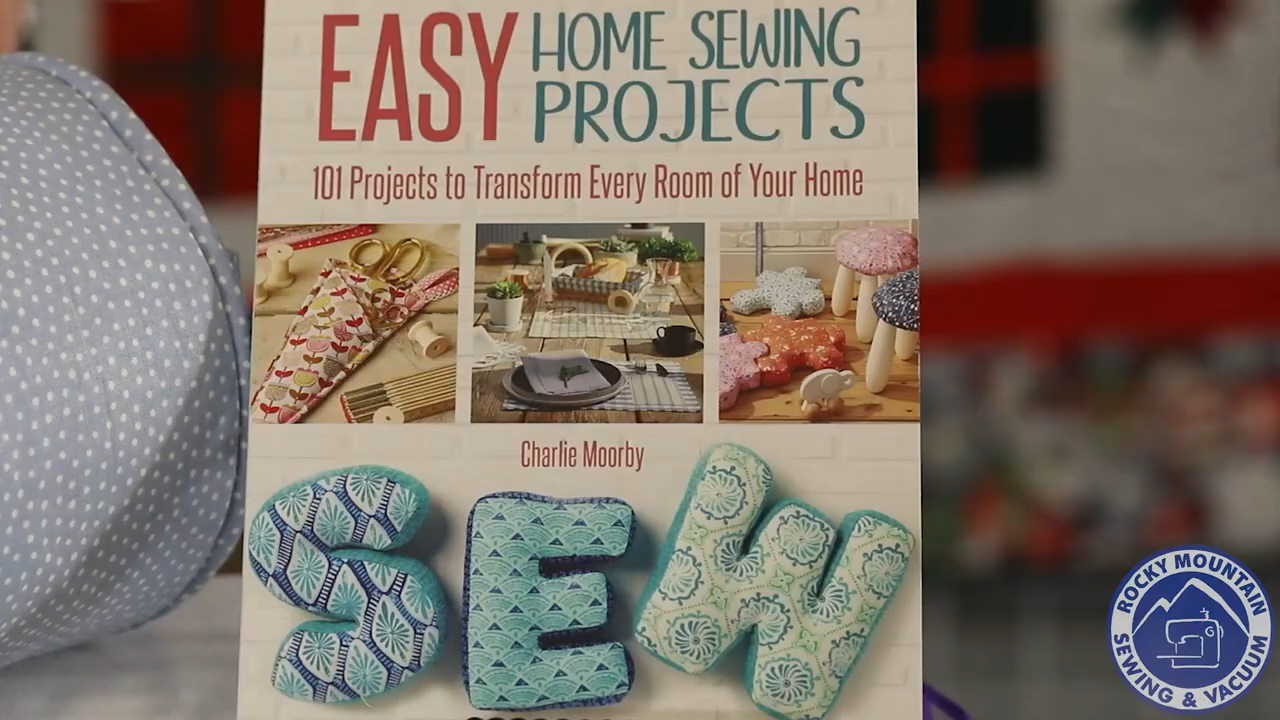 EASY HOME SEWING
PROJECTS
101 Projects to Transform Every Room of Your Home
Charlie Moorby
SEW
ROCKY MOUNTAIN
SEWING & VACUUM